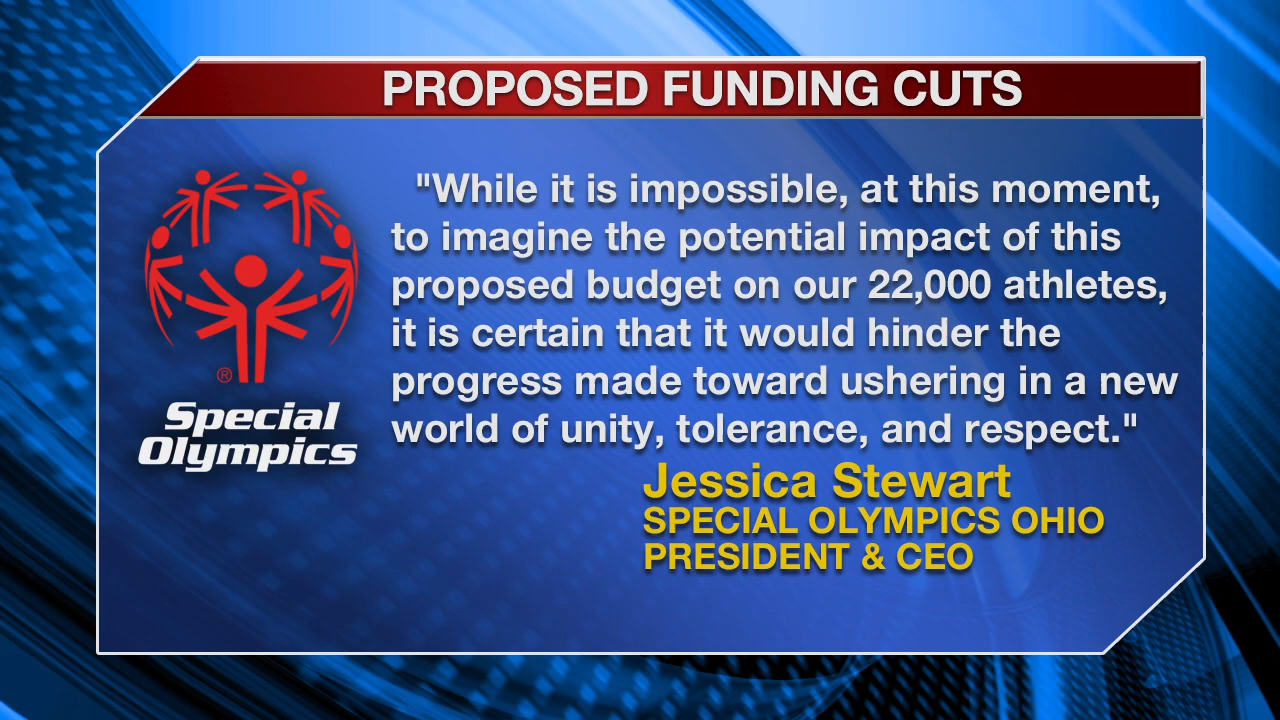 PROPOSED FUNDING CUTS
"While it is impossible, at this moment,
to imagine the potential impact of this
proposed budget on our 22,000 athletes,
it is certain that it would hinder the
progress made toward ushering in a new
world of unity, tolerance, and respect."
Jessica Stewart
SPECIAL OLYMPICS OHIO
PRESIDENT & CEO
®
Special
Olympics